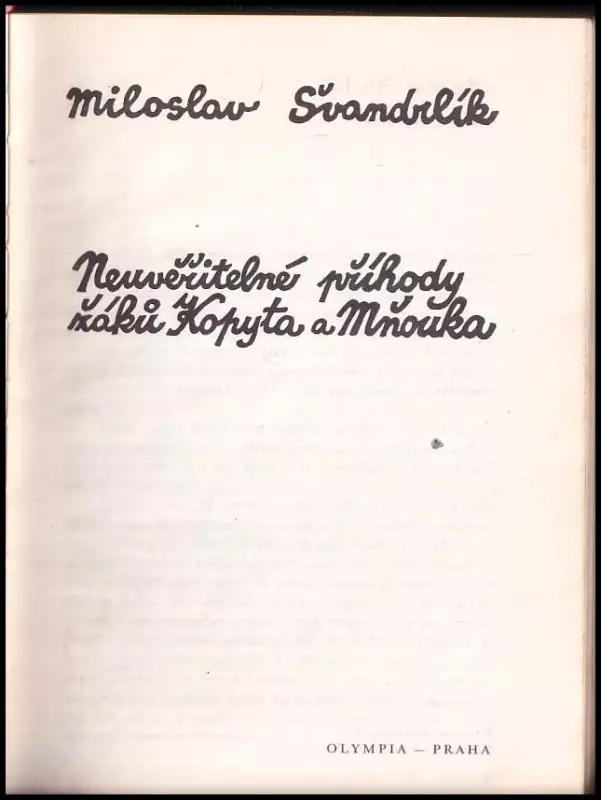 Miloslav Švandrlík
Neuvěřitelné příhody
žáků Kopyta a Mňouka
OLYMPIA — PRAHA